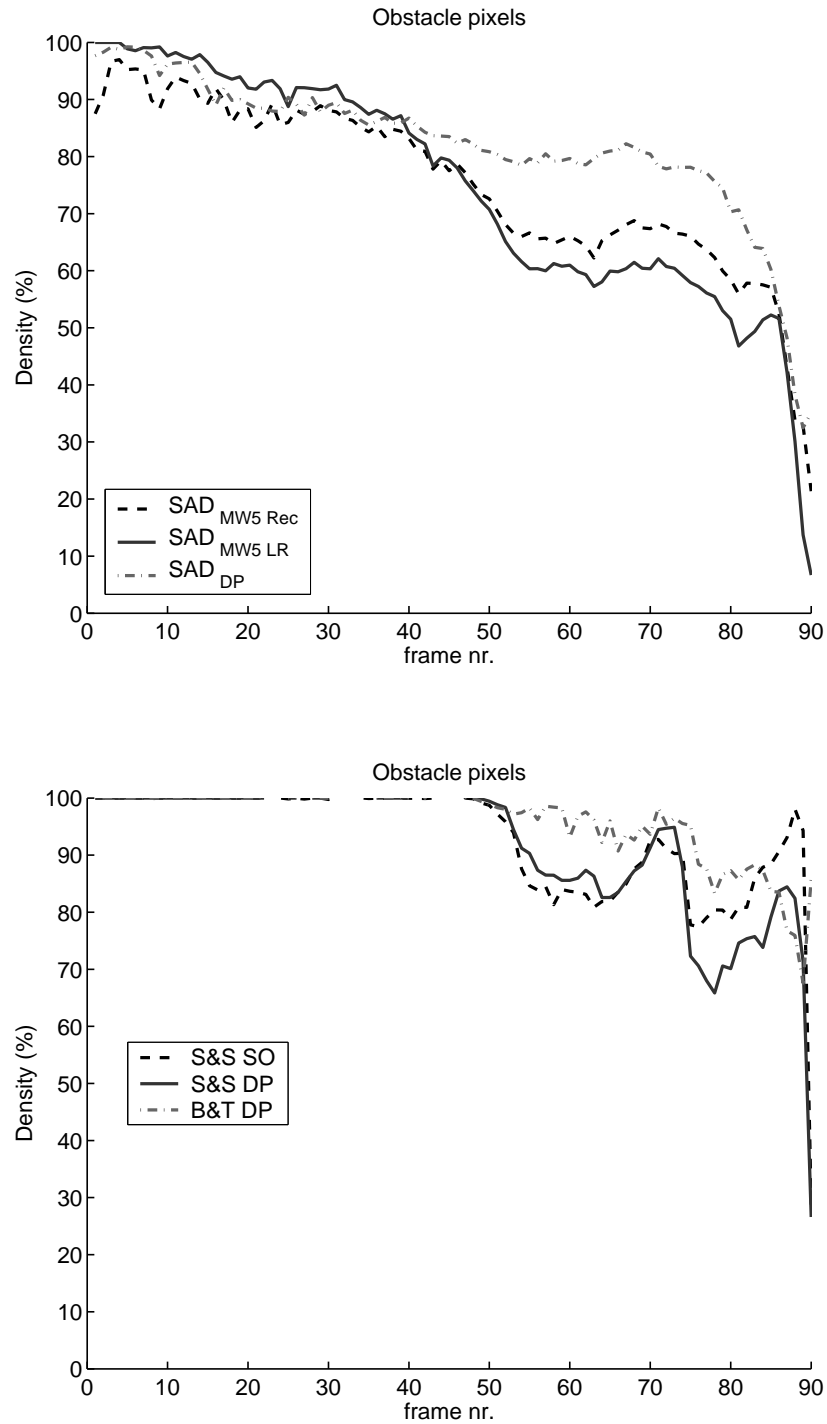 Obstacle pixels
100
90
80
70
60
50
40
30
20
10
0
Density (%)
SAD MW5 Rec
SAD MW5 LR
SAD DP
0 10 20 30 40 50 60 70 80 90
frame nr.
Obstacle pixels
100
90
80
70
60
50
40
30
20
10
0
Density (%)
S&S SO
S&S DP
B&T DP
0 10 20 30 40 50 60 70 80 90
frame nr.